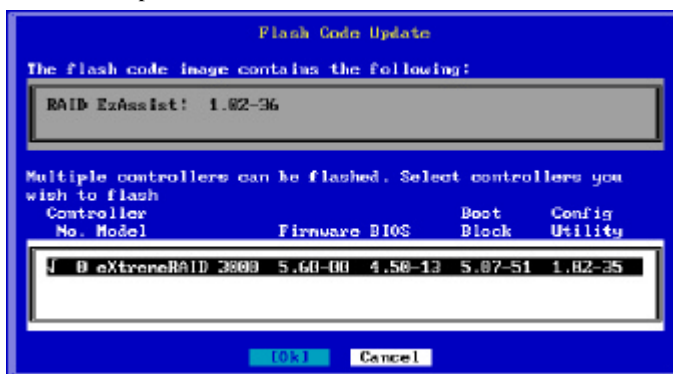 Flash Code Update
The flash code image contains the following:
RAID EzAssist! 1.02-36
Multiple controllers can be flashed. Select controllers you
wish to flash
Controller Boot Config
No. Model Firmware BIOS Block Utility
√ 0 eXtremeRAID 3000 5.60-00 4.50-13 5.07-51 1.02-35
[Ok] Cancel